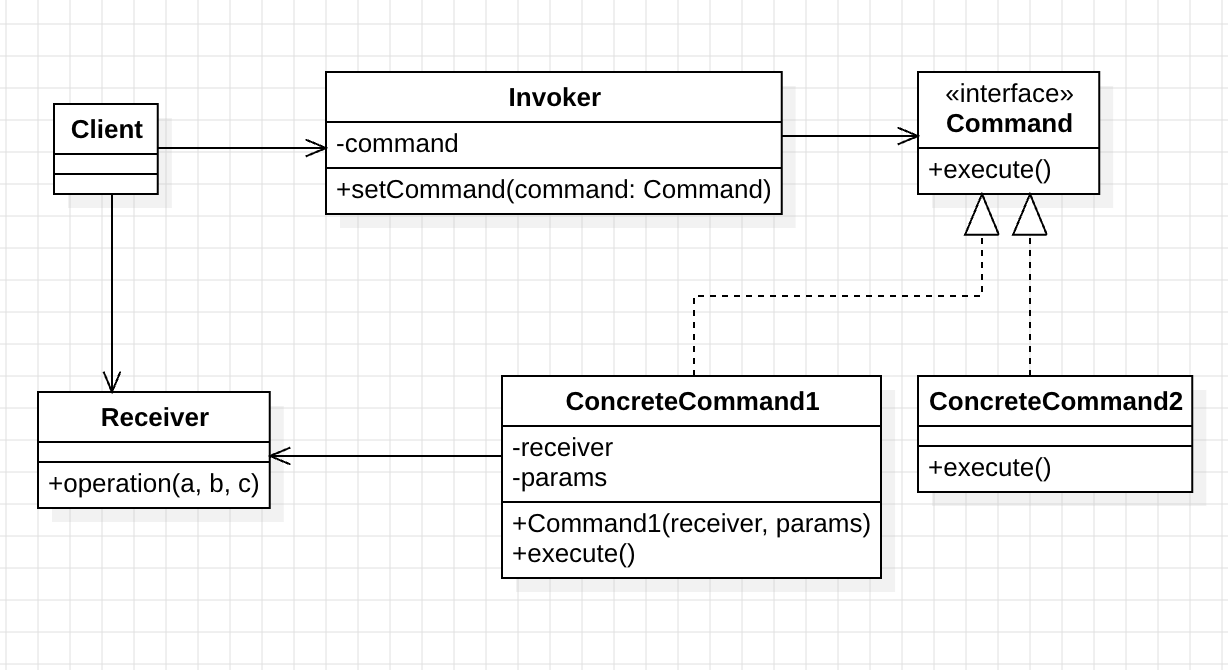 Client
Invoker
-command
+setCommand(command: Command)
«interface»
Command
+execute()
Receiver
+operation(a, b, c)
ConcreteCommand1
-receiver
-params
+Command1(receiver, params)
+execute()
ConcreteCommand2
+execute()